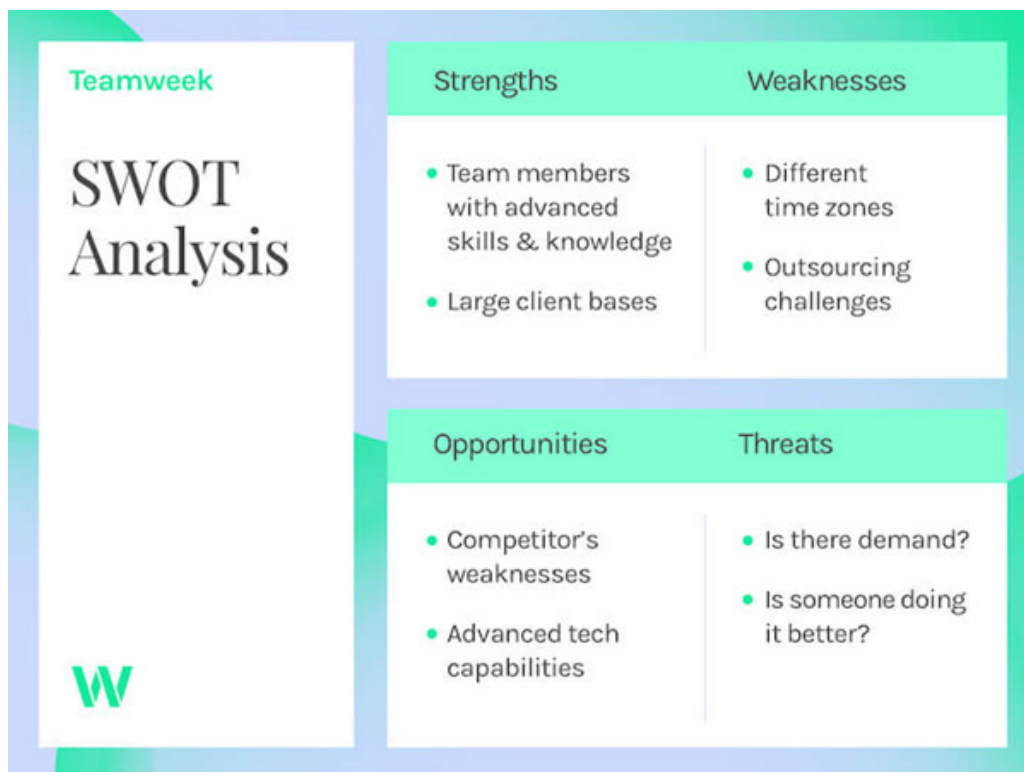 Teamweek
SWOT
Analysis
W
Strengths
Weaknesses
• Team members
with advanced
skills & knowledge
• Large client bases
• Different
time zones
• Outsourcing
challenges
Opportunities
Threats
• Competitor’s
weaknesses
• Advanced tech
capabilities
• Is there demand?
• Is someone doing
it better?